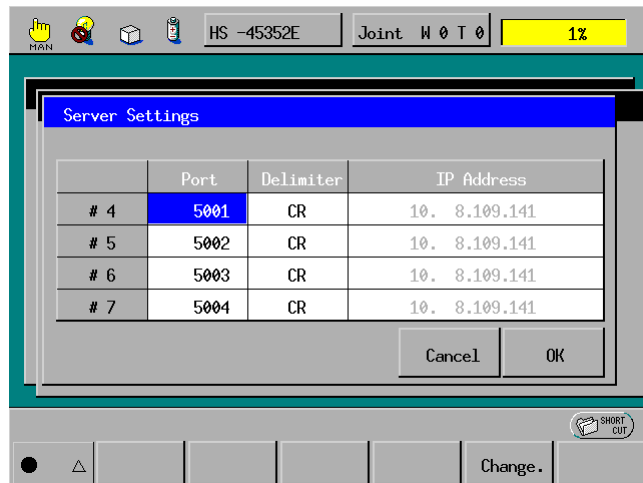 MAN
HS -45352E
Joint W 0 T 0
1%
Server Settings
Port Delimiter IP Address
# 4 5001 CR 10. 8.109.141
# 5 5002 CR 10. 8.109.141
# 6 5003 CR 10. 8.109.141
# 7 5004 CR 10. 8.109.141
Cancel OK
SHORT
CUT
Change.